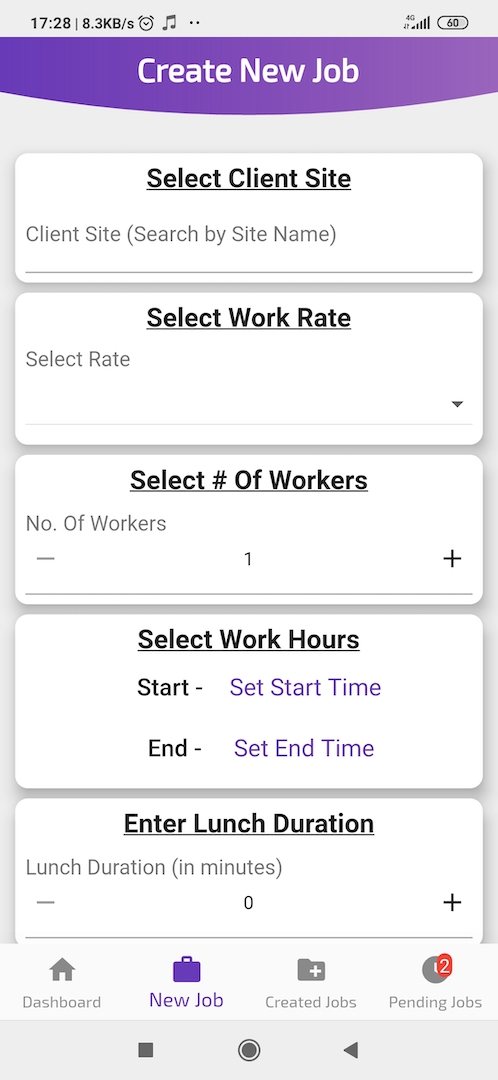 17:28 | 8.3KB/s 4G 60
Create New Job
Select Client Site
Client Site (Search by Site Name)
Select Work Rate
Select Rate
Select # Of Workers
No. Of Workers
1
Select Work Hours
Start - Set Start Time
End - Set End Time
Enter Lunch Duration
Lunch Duration (in minutes)
0
2
Dashboard New Job Created Jobs Pending Jobs